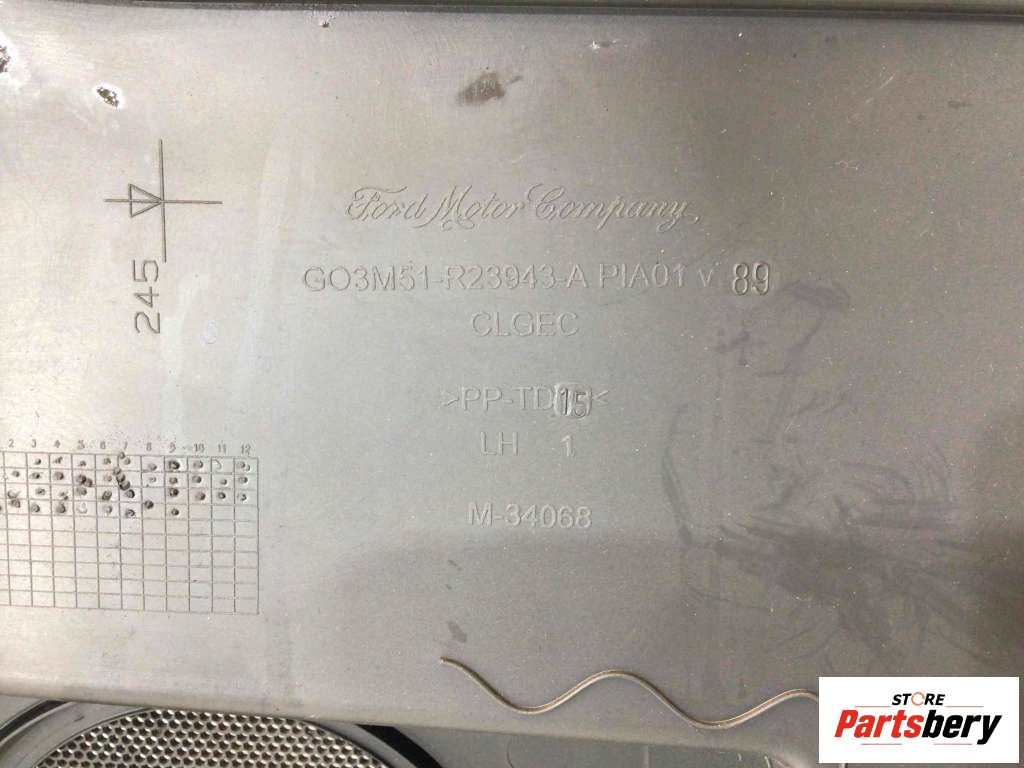 Ford Motor Company
GO3M51-R23943-A PIA01 v 89
CLGEC
>PP-TD15<
LH 1
M-34068
245
2 3 4 5 6 7 8 9 10 11 12
STORE
Partsbery